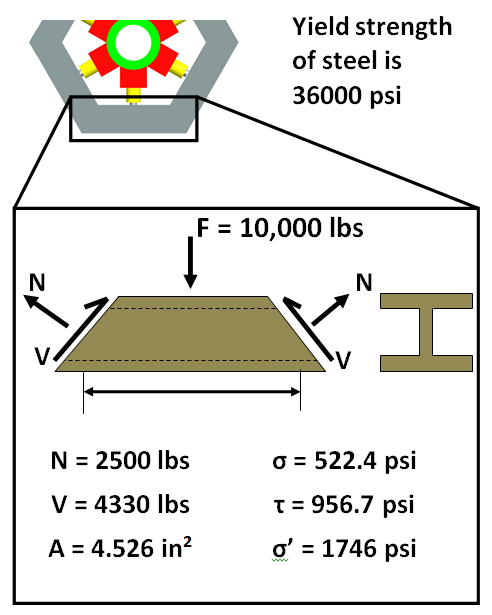 Yield strength
of steel is
36000 psi
F = 10,000 lbs
N
N
V
V
N = 2500 lbs
σ = 522.4 psi
V = 4330 lbs
τ = 956.7 psi
A = 4.526 in²
σ’ = 1746 psi